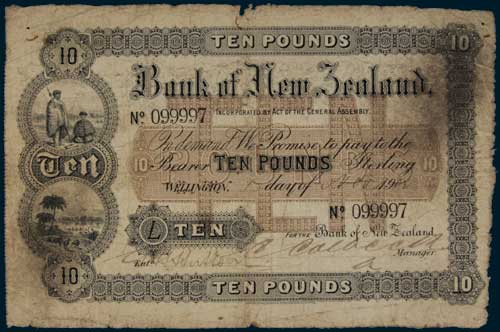 10 TEN POUNDS 10
Bank of New Zealand.
INCORPORATED BY ACT OF THE GENERAL ASSEMBLY.
No 099997
On demand We Promise to pay to the
10 Bearer TEN POUNDS Sterling 10
Ten
WELLINGTON. day of 190
No 099997
£ TEN
FOR THE Bank of New Zealand.
Entd Manager.
10 TEN POUNDS 10